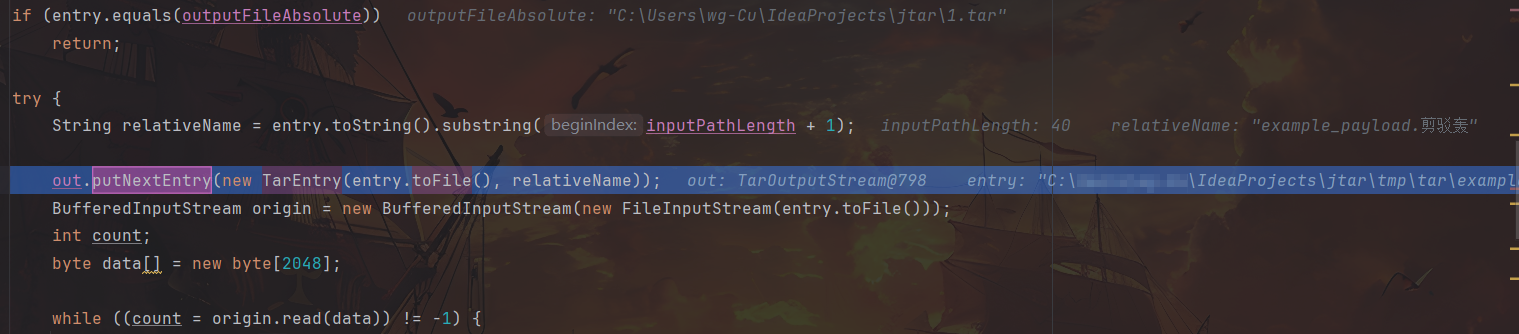 if (entry.equals(outputFileAbsolute)) outputFileAbsolute: "C:\Users\wg-Cu\IdeaProjects\jtar\1.tar"
return;
try {
String relativeName = entry.toString().substring( beginIndex: inputPathLength + 1); inputPathLength: 40 relativeName: "example_payload.剪驳轰"
out.putNextEntry(new TarEntry(entry.toFile(), relativeName)); out: TarOutputStream@798 entry: "C:\ \IdeaProjects\jtar\tmp\tar\exampl
BufferedInputStream origin = new BufferedInputStream(new FileInputStream(entry.toFile()));
int count;
byte data[] = new byte[2048];
while ((count = origin.read(data)) != -1) {